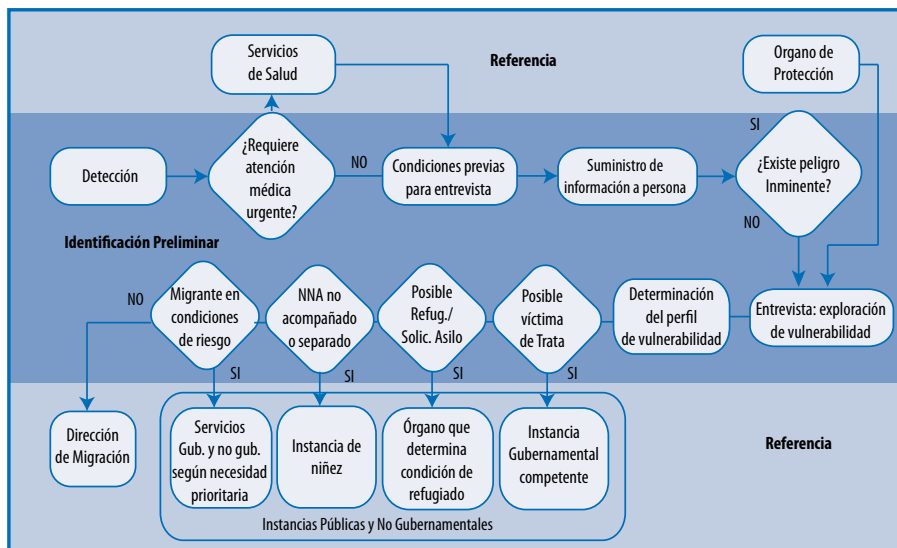 Servicios
de Salud
Referencia
Organo de
Protección
Detección
¿Requiere
atención
médica
urgente?
NO
Condiciones previas
para entrevista
Suministro de
información a persona
SI
¿Existe peligro
Inminente?
NO
Identificación Preliminar
NO
Migrante en
condiciones
de riesgo
SI
NNA no
acompañado
o separado
SI
Posible
Refug./
Solic. Asilo
SI
Posible
víctima
de Trata
SI
Determinación
del perfil
de vulnerabilidad
Entrevista: exploración
de vulnerabilidad
Dirección
de Migración
Servicios
Gub. y no gub.
según necesidad
prioritaria
Instancia de
niñez
Órgano que
determina
condición de
refugiado
Instancia
Gubernamental
competente
Referencia
Instancias Públicas y No Gubernamentales